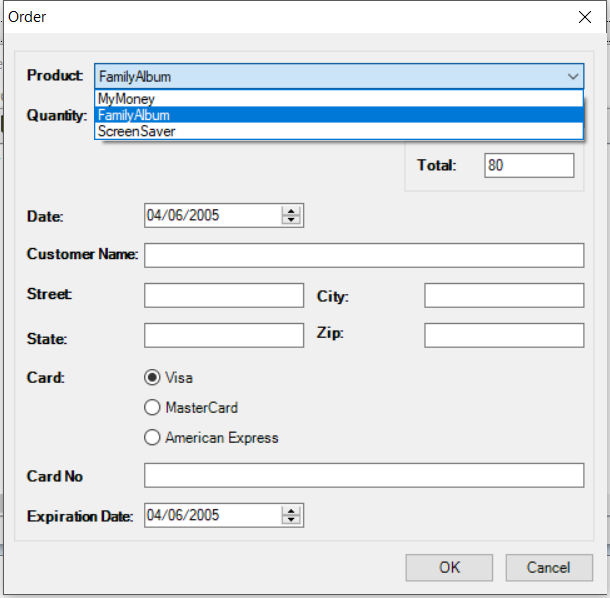 Order
Product: FamilyAlbum
MyMoney
Quantity: FamilyAlbum
ScreenSaver
Total: 80
Date: 04/06/2005
Customer Name:
Street: City:
State: Zip:
Card: Visa
MasterCard
American Express
Card No
Expiration Date: 04/06/2005
OK Cancel